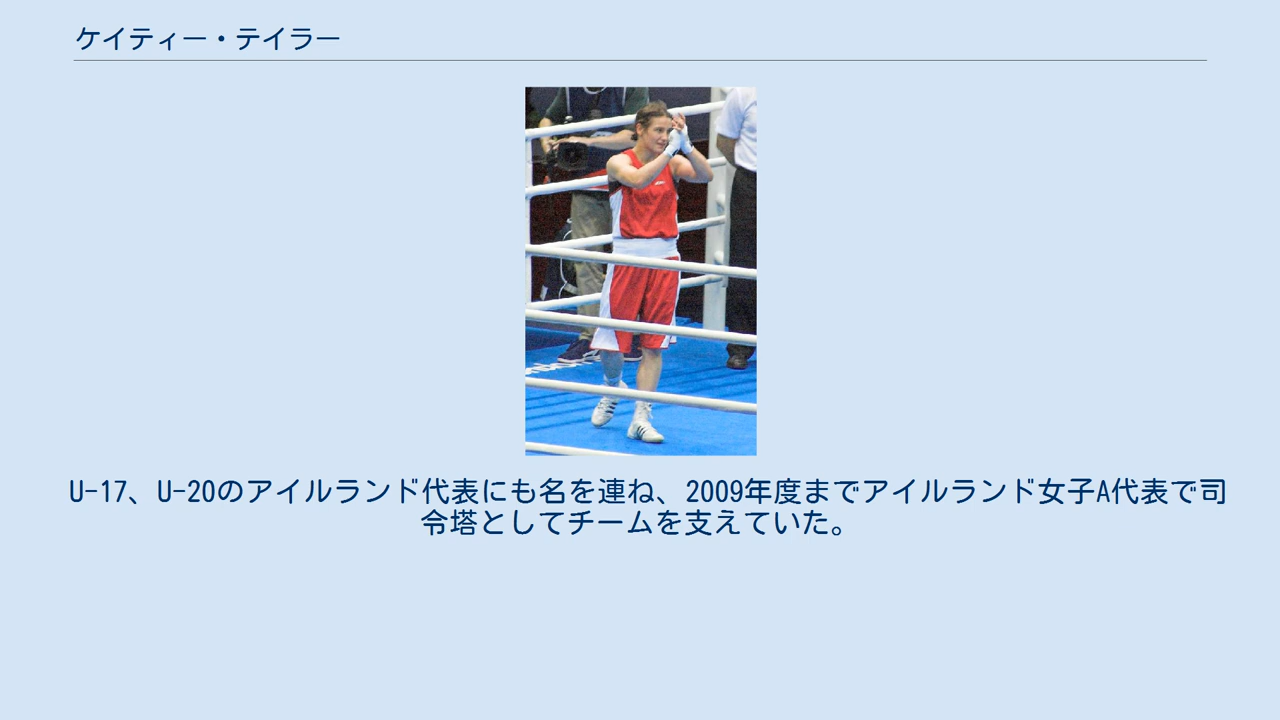 ケイティー・テイラー
U-17、U-20のアイルランド代表にも名を連ね、2009年度までアイルランド女子A代表で司
令塔としてチームを支えていた。